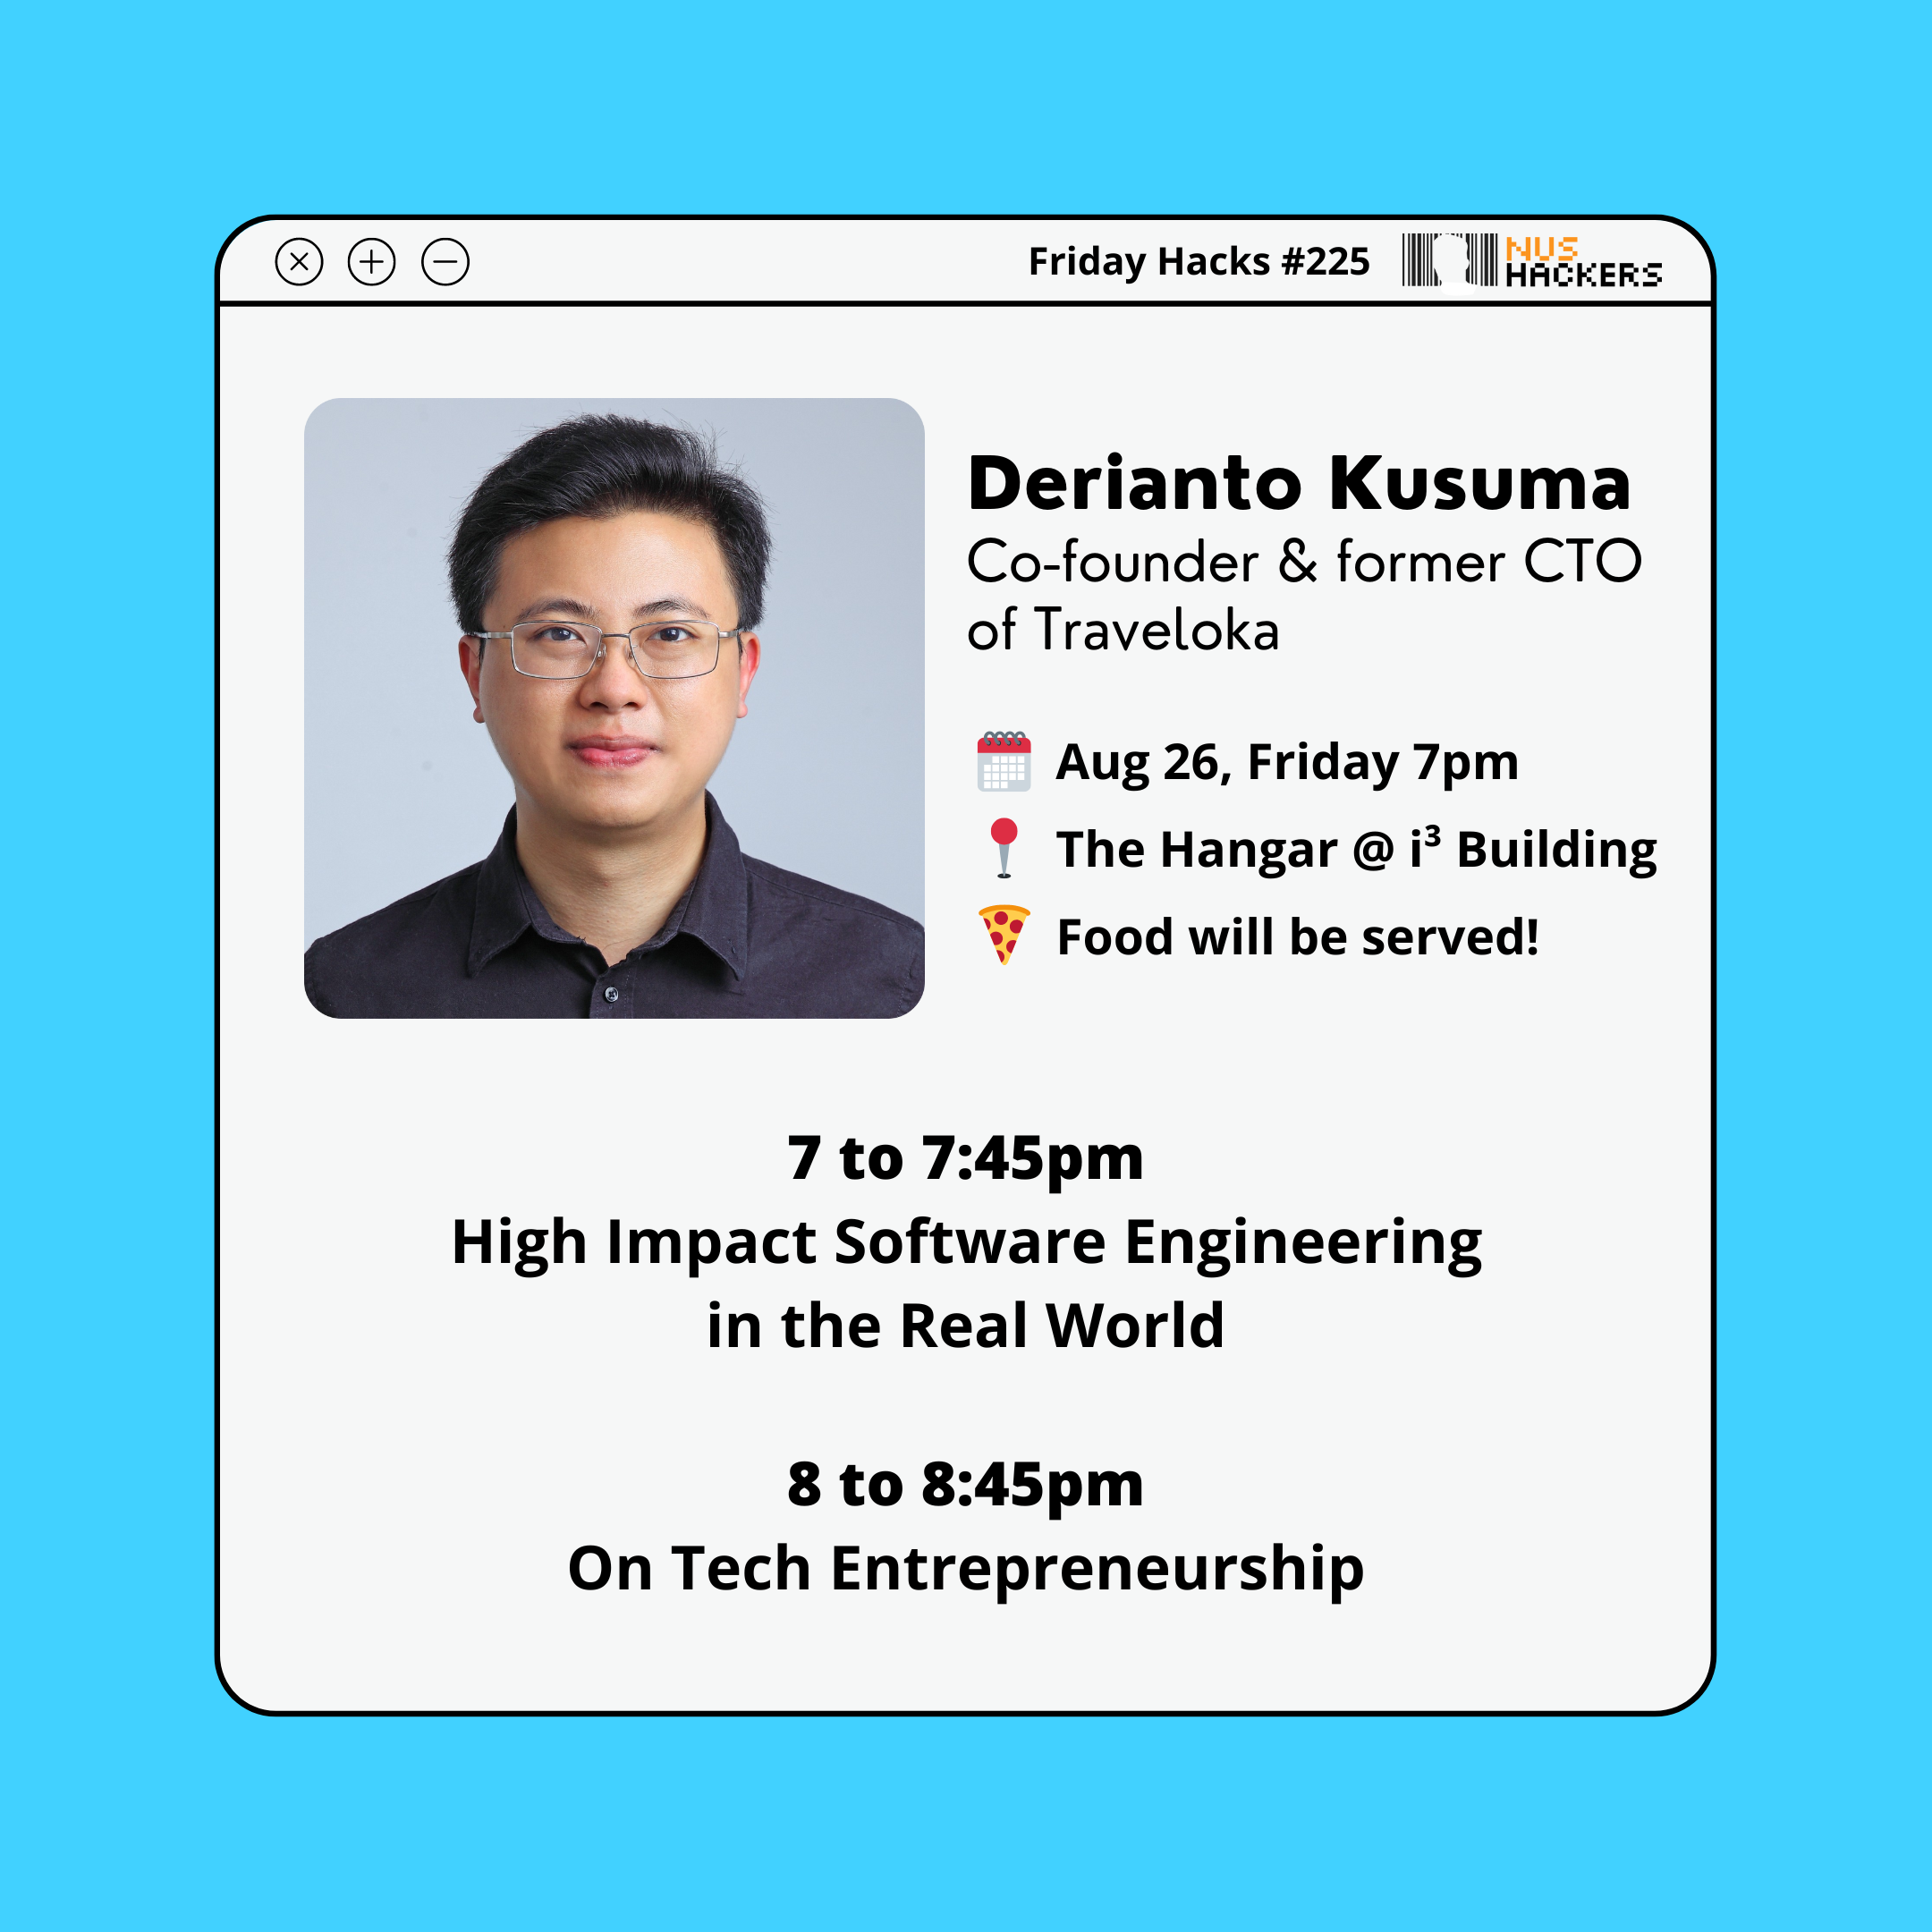 Friday Hacks #225
NUS
HACKERS
Derianto Kusuma
Co-founder & former CTO
of Traveloka
Aug 26, Friday 7pm
The Hangar @ i³ Building
Food will be served!
7 to 7:45pm
High Impact Software Engineering
in the Real World
8 to 8:45pm
On Tech Entrepreneurship